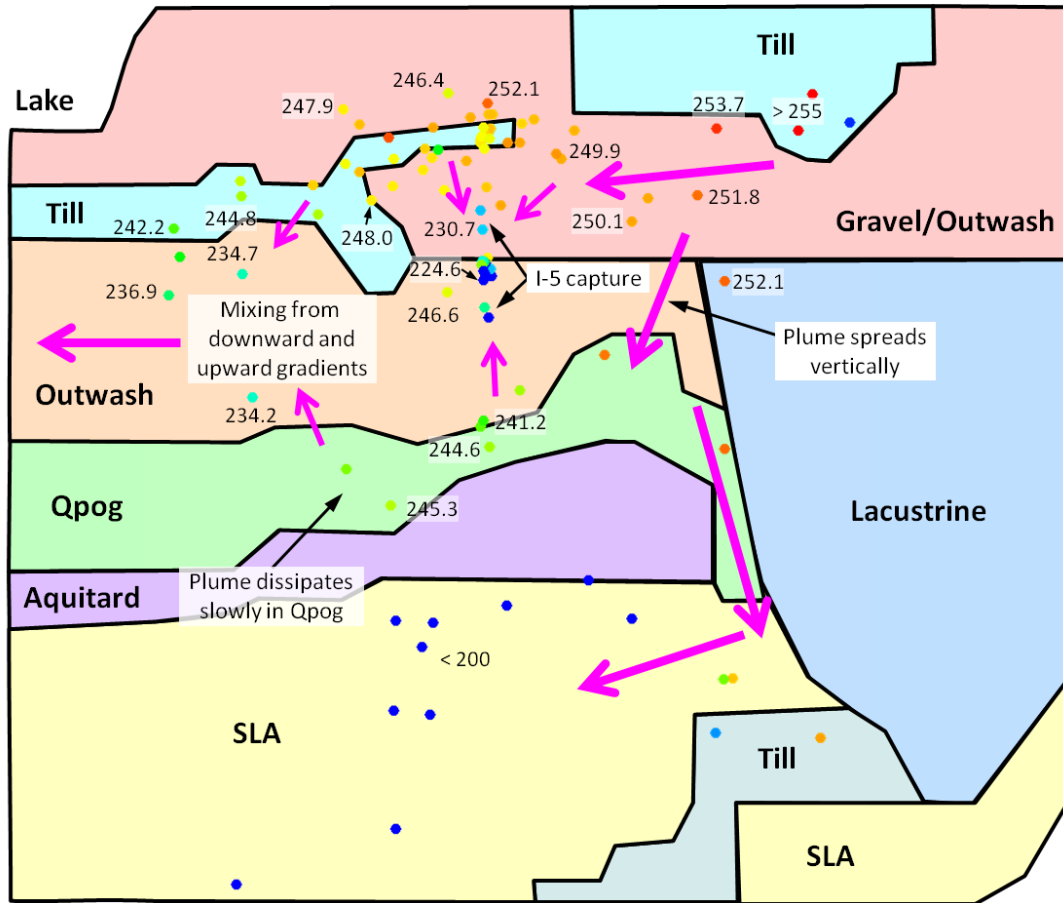 Till
246.4
252.1
Lake
247.9
253.7
> 255
249.9
251.8
Till
244.8
242.2
230.7
250.1
Gravel/Outwash
248.0
234.7
224.6
I-5 capture
252.1
236.9
246.6
Mixing from
downward and
upward gradients
Plume spreads
vertically
Outwash
234.2
241.2
244.6
Qpog
245.3
Lacustrine
Plume dissipates
slowly in Qpog
Aquitard
< 200
SLA
Till
SLA